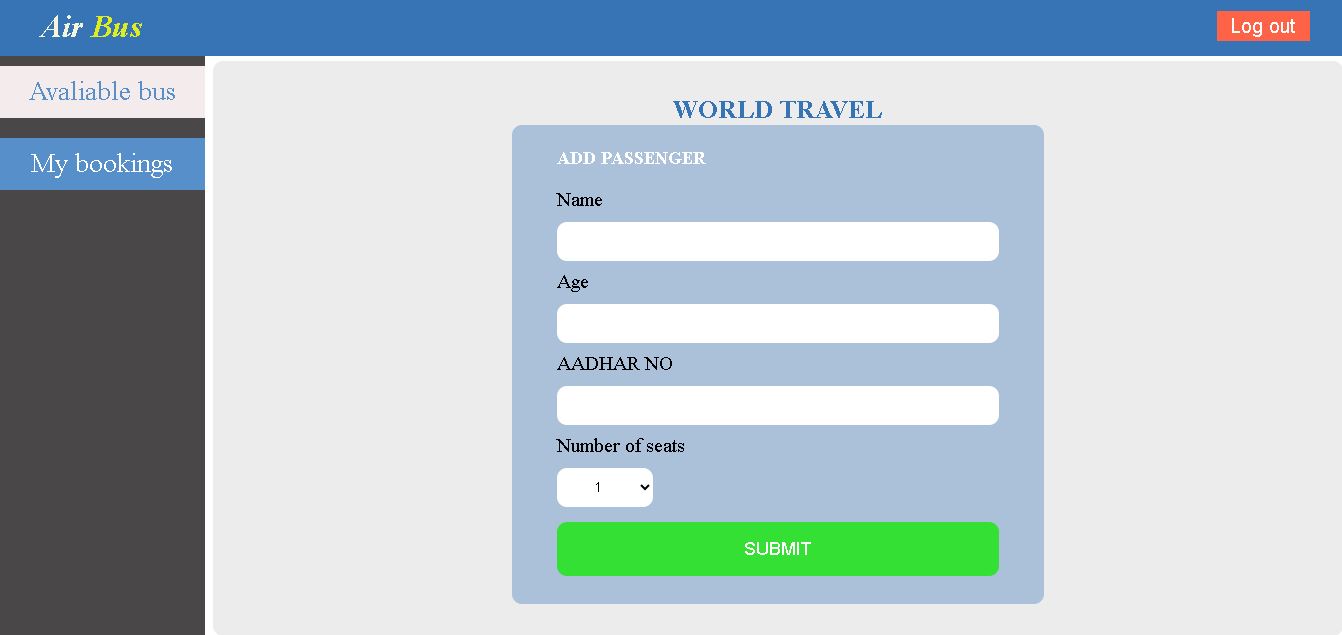 Air Bus
Log out
Avaliable bus
My bookings
WORLD TRAVEL
ADD PASSENGER
Name
Age
AADHAR NO
Number of seats
1
SUBMIT